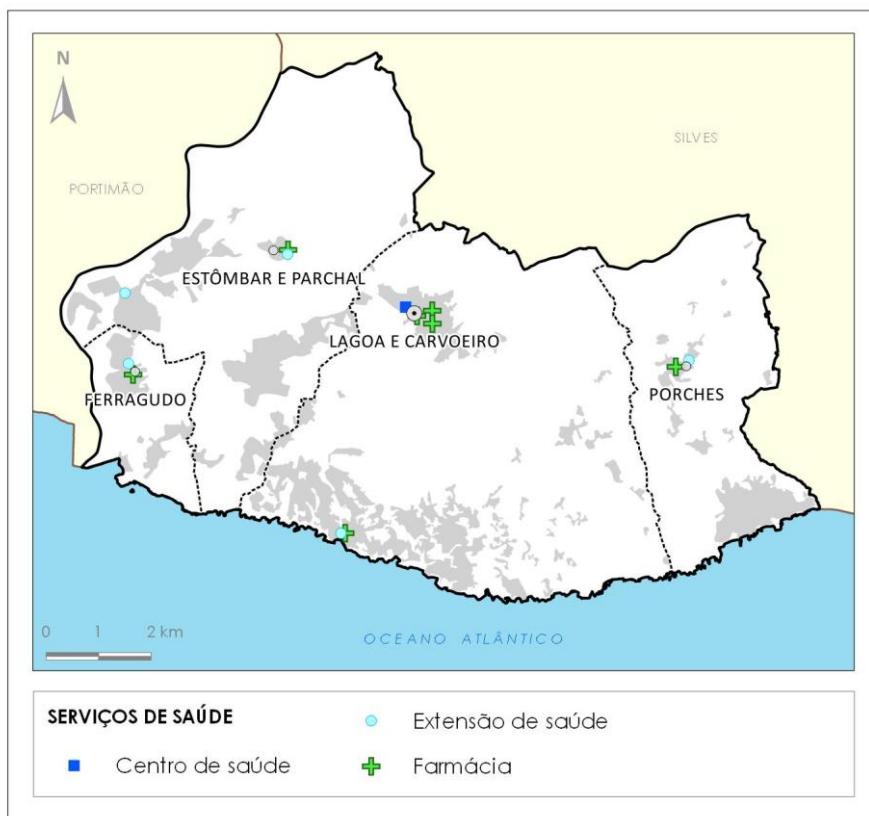 N
SILVES
PORTIMÃO
ESTÔMBAR E PARCHAL
LAGOA E CARVOEIRO
FERRAGUDO
PORCHES
0 1 2 km
OCEANO ATLÂNTICO
SERVIÇOS DE SAÚDE
Extensão de saúde
Centro de saúde
Farmácia